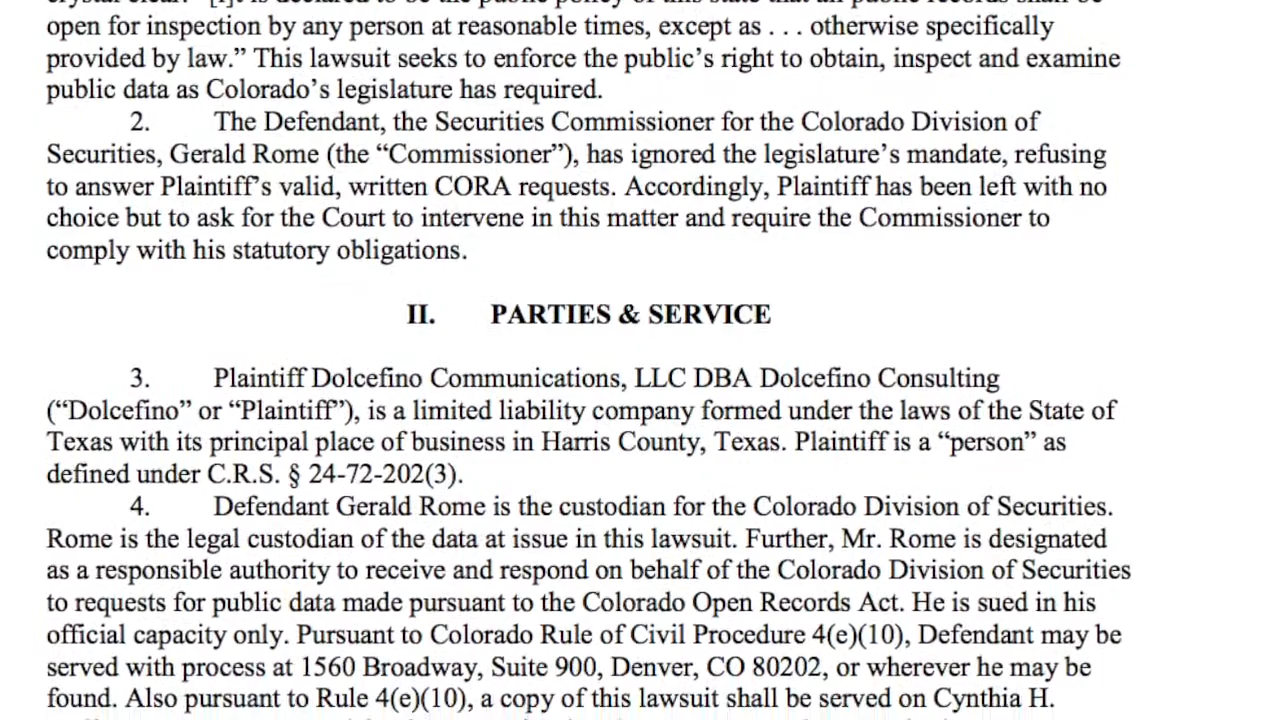 open for inspection by any person at reasonable times, except as . . . otherwise specifically
provided by law.” This lawsuit seeks to enforce the public’s right to obtain, inspect and examine
public data as Colorado’s legislature has required.
2. The Defendant, the Securities Commissioner for the Colorado Division of
Securities, Gerald Rome (the “Commissioner”), has ignored the legislature’s mandate, refusing
to answer Plaintiff’s valid, written CORA requests. Accordingly, Plaintiff has been left with no
choice but to ask for the Court to intervene in this matter and require the Commissioner to
comply with his statutory obligations.
II. PARTIES & SERVICE
3. Plaintiff Dolcefino Communications, LLC DBA Dolcefino Consulting
(“Dolcefino” or “Plaintiff”), is a limited liability company formed under the laws of the State of
Texas with its principal place of business in Harris County, Texas. Plaintiff is a “person” as
defined under C.R.S. § 24-72-202(3).
4. Defendant Gerald Rome is the custodian for the Colorado Division of Securities.
Rome is the legal custodian of the data at issue in this lawsuit. Further, Mr. Rome is designated
as a responsible authority to receive and respond on behalf of the Colorado Division of Securities
to requests for public data made pursuant to the Colorado Open Records Act. He is sued in his
official capacity only. Pursuant to Colorado Rule of Civil Procedure 4(e)(10), Defendant may be
served with process at 1560 Broadway, Suite 900, Denver, CO 80202, or wherever he may be
found. Also pursuant to Rule 4(e)(10), a copy of this lawsuit shall be served on Cynthia H.